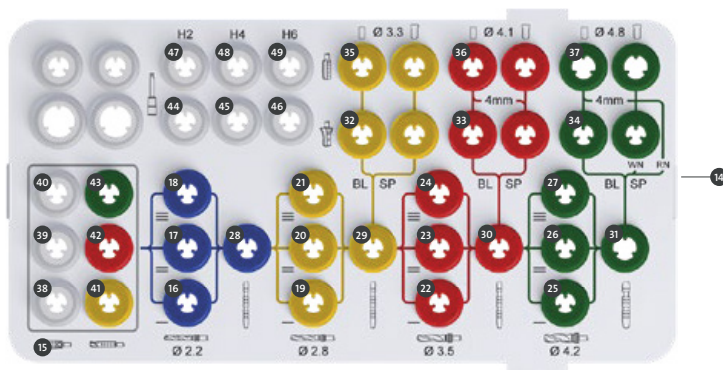 H2 H4 H6 Ø 3.3 Ø 4.1 Ø 4.8
47 48 49 35 36 37
4mm 4mm
44 45 46 32 33 34
WN RN
BL SP BL SP BL SP
14
40 43 18 21 24 27
39 42 17 28 20 29 23 30 26 31
38 41 16 19 22 25
15
Ø 2.2 Ø 2.8 Ø 3.5 Ø 4.2